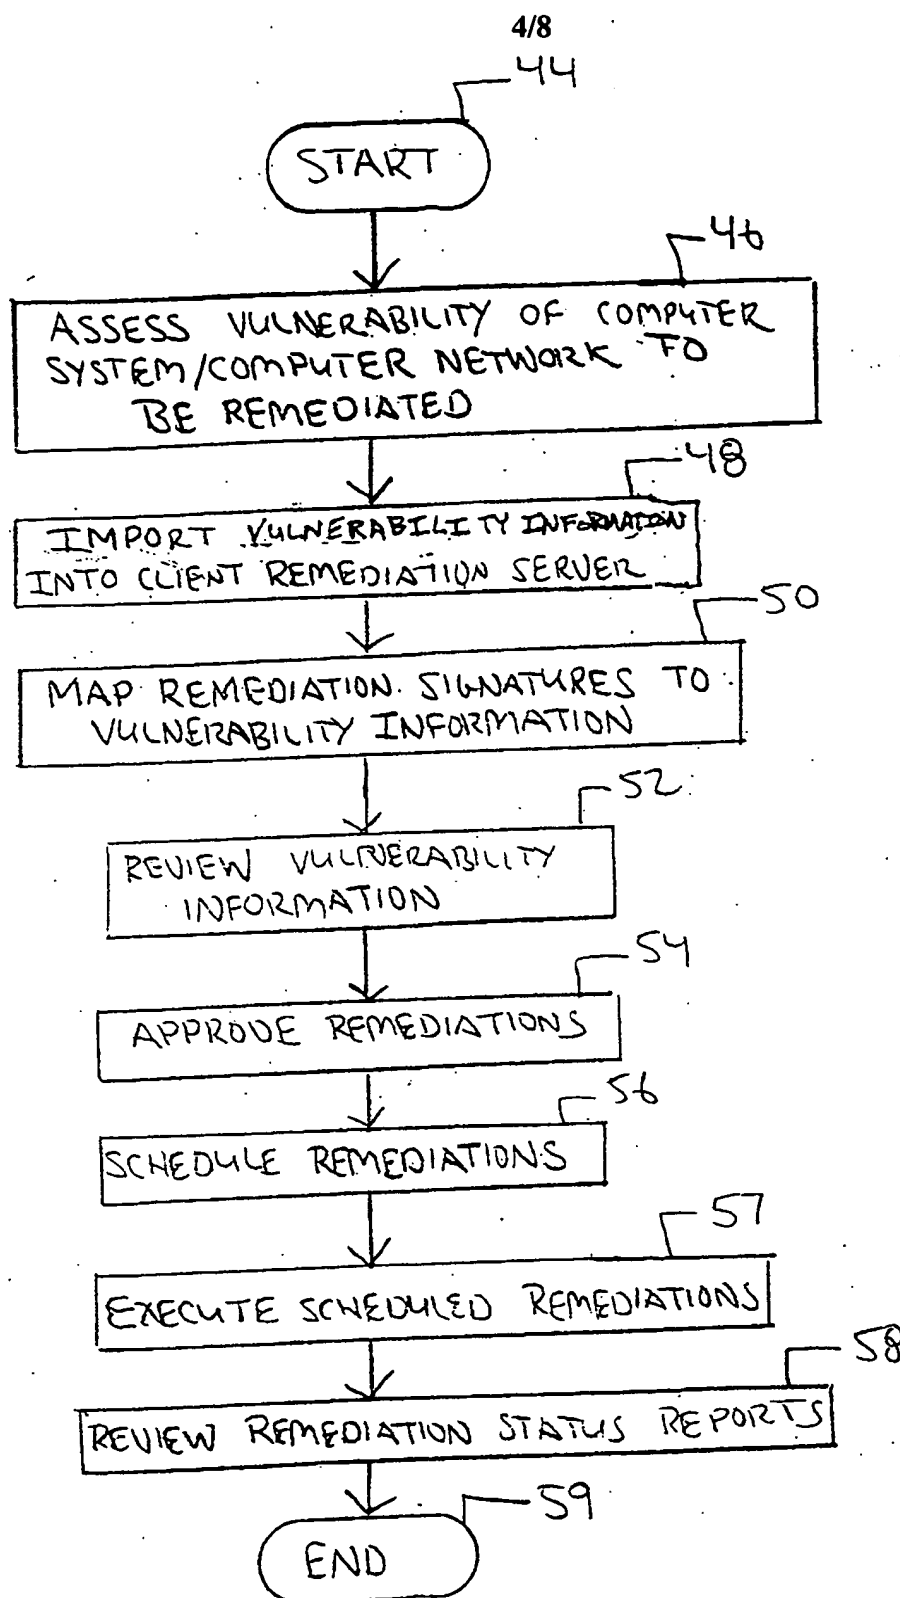 4/8
44
START
46
ASSESS VULNERABILITY OF COMPUTER
SYSTEM/COMPUTER NETWORK TO
BE REMEDIATED
48
IMPORT VULNERABILITY INFORMATION
INTO CLIENT REMEDIATION SERVER
50
MAP REMEDIATION SIGNATURES TO
VULNERABILITY INFORMATION
52
REVIEW VULNERABILITY
INFORMATION
54
APPROVE REMEDIATIONS
56
SCHEDULE REMEDIATIONS
57
EXECUTE SCHEDULED REMEDIATIONS
58
REVIEW REMEDIATION STATUS REPORTS
59
END